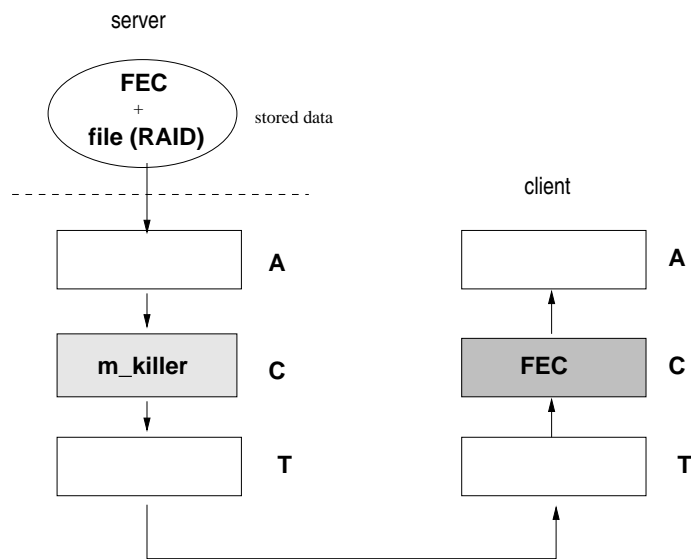 server
FEC
+
file (RAID)
stored data
client
A
A
m_killer
C
FEC
C
T
T